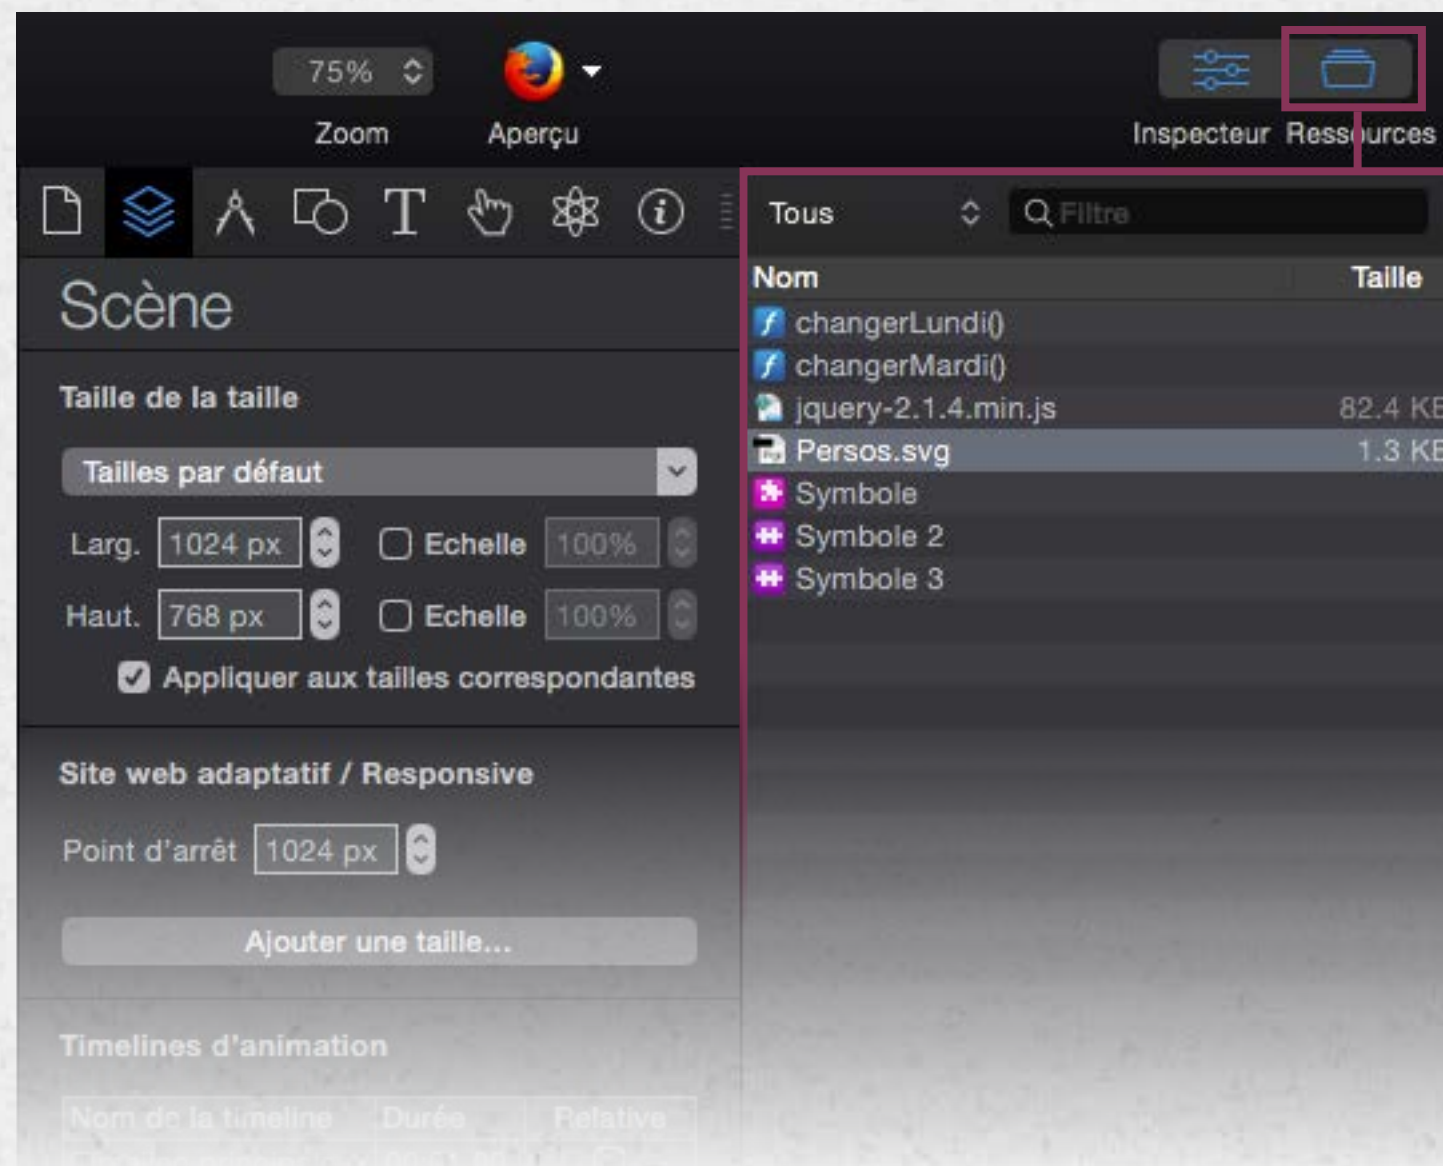 75%
Zoom
Aperçu
Inspecteur
Ressources
Tous
Filtre
Scène
Taille de la taille
Tailles par défaut
Larg. 1024 px Echelle 100%
Haut. 768 px Echelle 100%
Appliquer aux tailles correspondantes
Site web adaptatif / Responsive
Point d'arrêt 1024 px
Ajouter une taille...
Timelines d'animation
Nom de la timeline Durée Relative
Nom Taille
changerLundi()
changerMardi()
jquery-2.1.4.min.js 82.4 KB
Persos.svg 1.3 KB
Symbole
Symbole 2
Symbole 3